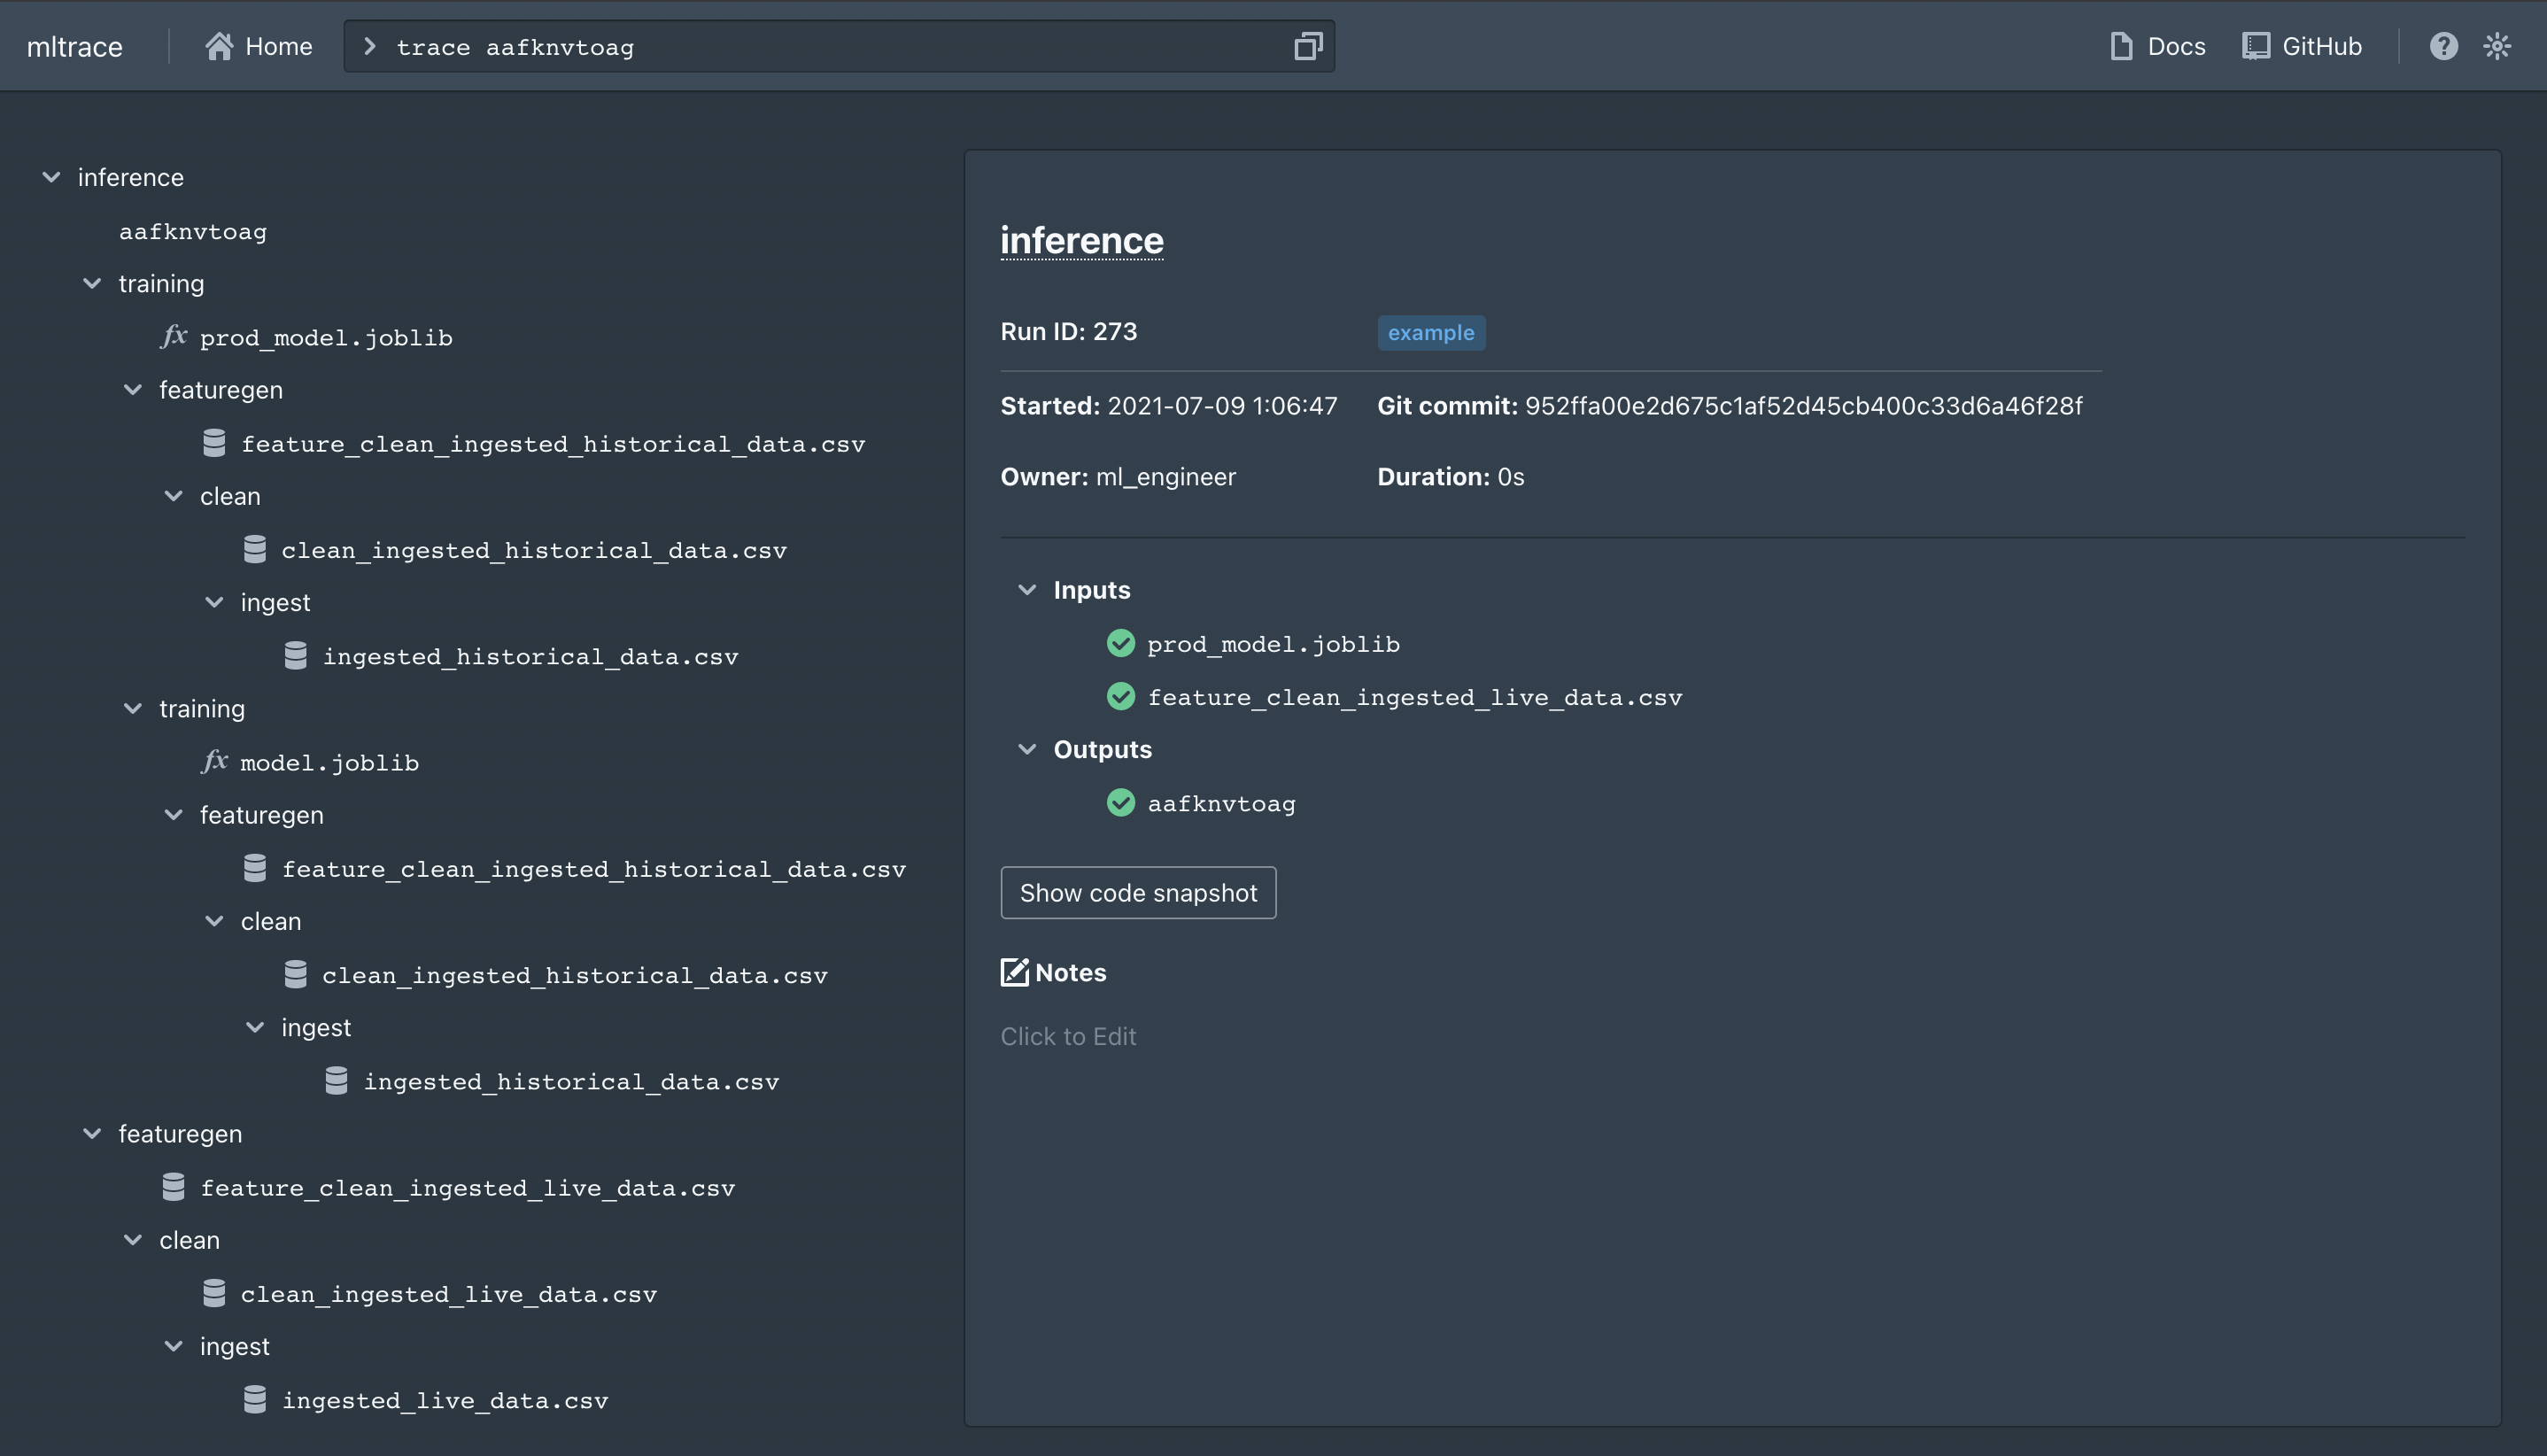 mltrace Home trace aafknvtoag Docs GitHub
inference
aafknvtoag
training
prod_model.joblib
featuregen
feature_clean_ingested_historical_data.csv
clean
clean_ingested_historical_data.csv
ingest
ingested_historical_data.csv
training
model.joblib
featuregen
feature_clean_ingested_historical_data.csv
clean
clean_ingested_historical_data.csv
ingest
ingested_historical_data.csv
featuregen
feature_clean_ingested_live_data.csv
clean
clean_ingested_live_data.csv
ingest
ingested_live_data.csv
inference
Run ID: 273 example
Started: 2021-07-09 1:06:47 Git commit: 952ffa00e2d675c1af52d45cb400c33d6a46f28f
Owner: ml_engineer Duration: 0s
Inputs
prod_model.joblib
feature_clean_ingested_live_data.csv
Outputs
aafknvtoag
Show code snapshot
Notes
Click to Edit